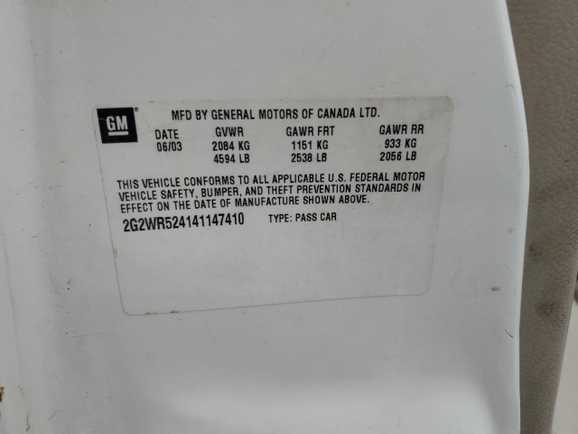 GM
MFD BY GENERAL MOTORS OF CANADA LTD.
DATE GVWR GAWR FRT GAWR RR
06/03 2084 KG 1151 KG 933 KG
4594 LB 2538 LB 2056 LB
THIS VEHICLE CONFORMS TO ALL APPLICABLE U.S. FEDERAL MOTOR
VEHICLE SAFETY, BUMPER, AND THEFT PREVENTION STANDARDS IN
EFFECT ON THE DATE OF MANUFACTURE SHOWN ABOVE.
2G2WR524141147410 TYPE: PASS CAR